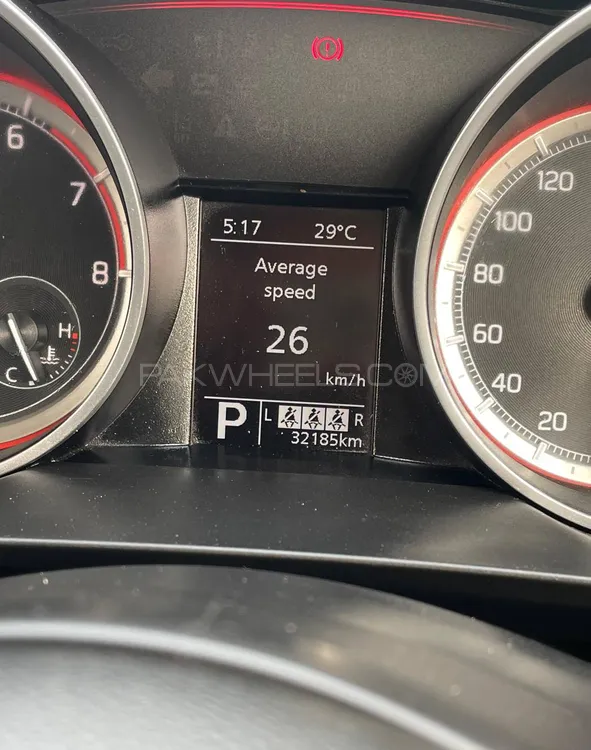 6
7
8
H
C
5:17 29°C
Average
speed
26
km/h
P L R
32185km
120
100
80
60
40
20
PAKWHEELS.COM